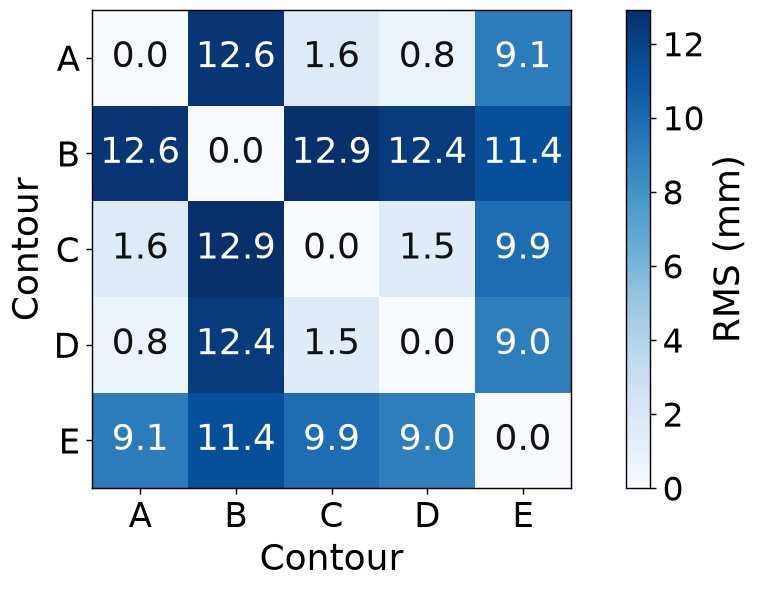 A 0.0 12.6 1.6 0.8 9.1
B 12.6 0.0 12.9 12.4 11.4
C 1.6 12.9 0.0 1.5 9.9
D 0.8 12.4 1.5 0.0 9.0
E 9.1 11.4 9.9 9.0 0.0
A B C D E
Contour
Contour
12
10
8
6
4
2
0
RMS (mm)